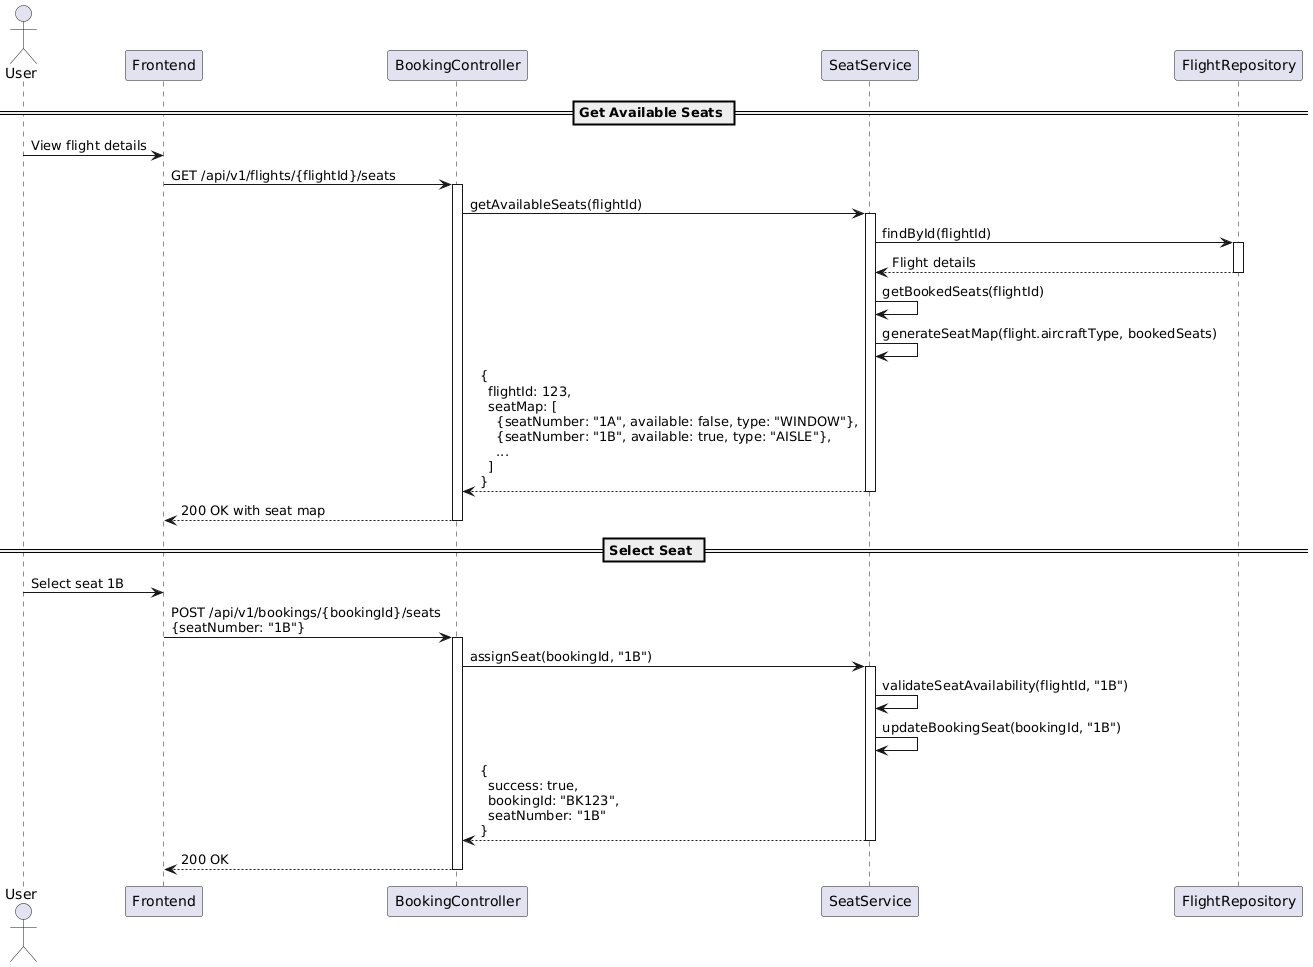 User
Frontend
BookingController
SeatService
FlightRepository
Get Available Seats
View flight details
GET /api/v1/flights/{flightId}/seats
getAvailableSeats(flightId)
findById(flightId)
Flight details
getBookedSeats(flightId)
generateSeatMap(flight.aircraftType, bookedSeats)
{
flightId: 123,
seatMap: [
{seatNumber: "1A", available: false, type: "WINDOW"},
{seatNumber: "1B", available: true, type: "AISLE"},
...
]
}
200 OK with seat map
Select Seat
Select seat 1B
POST /api/v1/bookings/{bookingId}/seats
{seatNumber: "1B"}
assignSeat(bookingId, "1B")
validateSeatAvailability(flightId, "1B")
updateBookingSeat(bookingId, "1B")
{
success: true,
bookingId: "BK123",
seatNumber: "1B"
}
200 OK
User
Frontend
BookingController
SeatService
FlightRepository